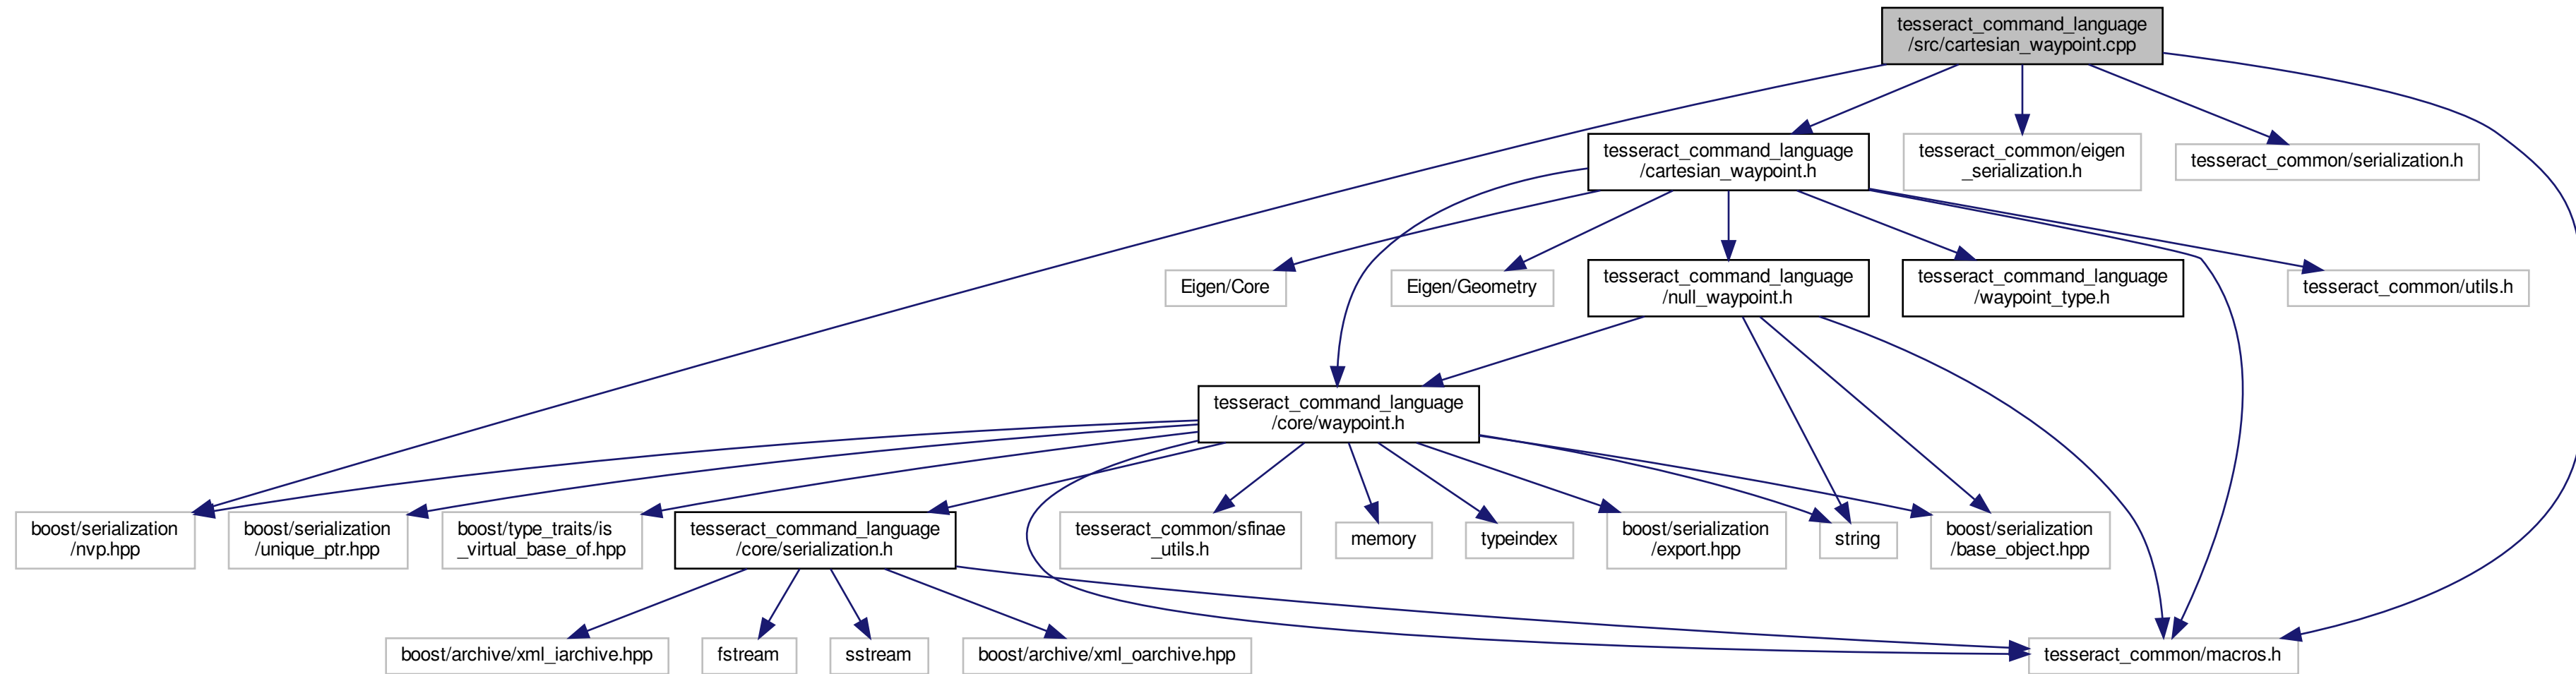 tesseract_command_language
/src/cartesian_waypoint.cpp
tesseract_command_language
/cartesian_waypoint.h
tesseract_common/eigen
_serialization.h
tesseract_common/serialization.h
Eigen/Core
Eigen/Geometry
tesseract_command_language
/null_waypoint.h
tesseract_command_language
/waypoint_type.h
tesseract_common/utils.h
tesseract_command_language
/core/waypoint.h
boost/serialization
/nvp.hpp
boost/serialization
/unique_ptr.hpp
boost/type_traits/is
_virtual_base_of.hpp
tesseract_command_language
/core/serialization.h
tesseract_common/sfinae
_utils.h
memory
typeindex
boost/serialization
/export.hpp
string
boost/serialization
/base_object.hpp
boost/archive/xml_iarchive.hpp
fstream
sstream
boost/archive/xml_oarchive.hpp
tesseract_common/macros.h